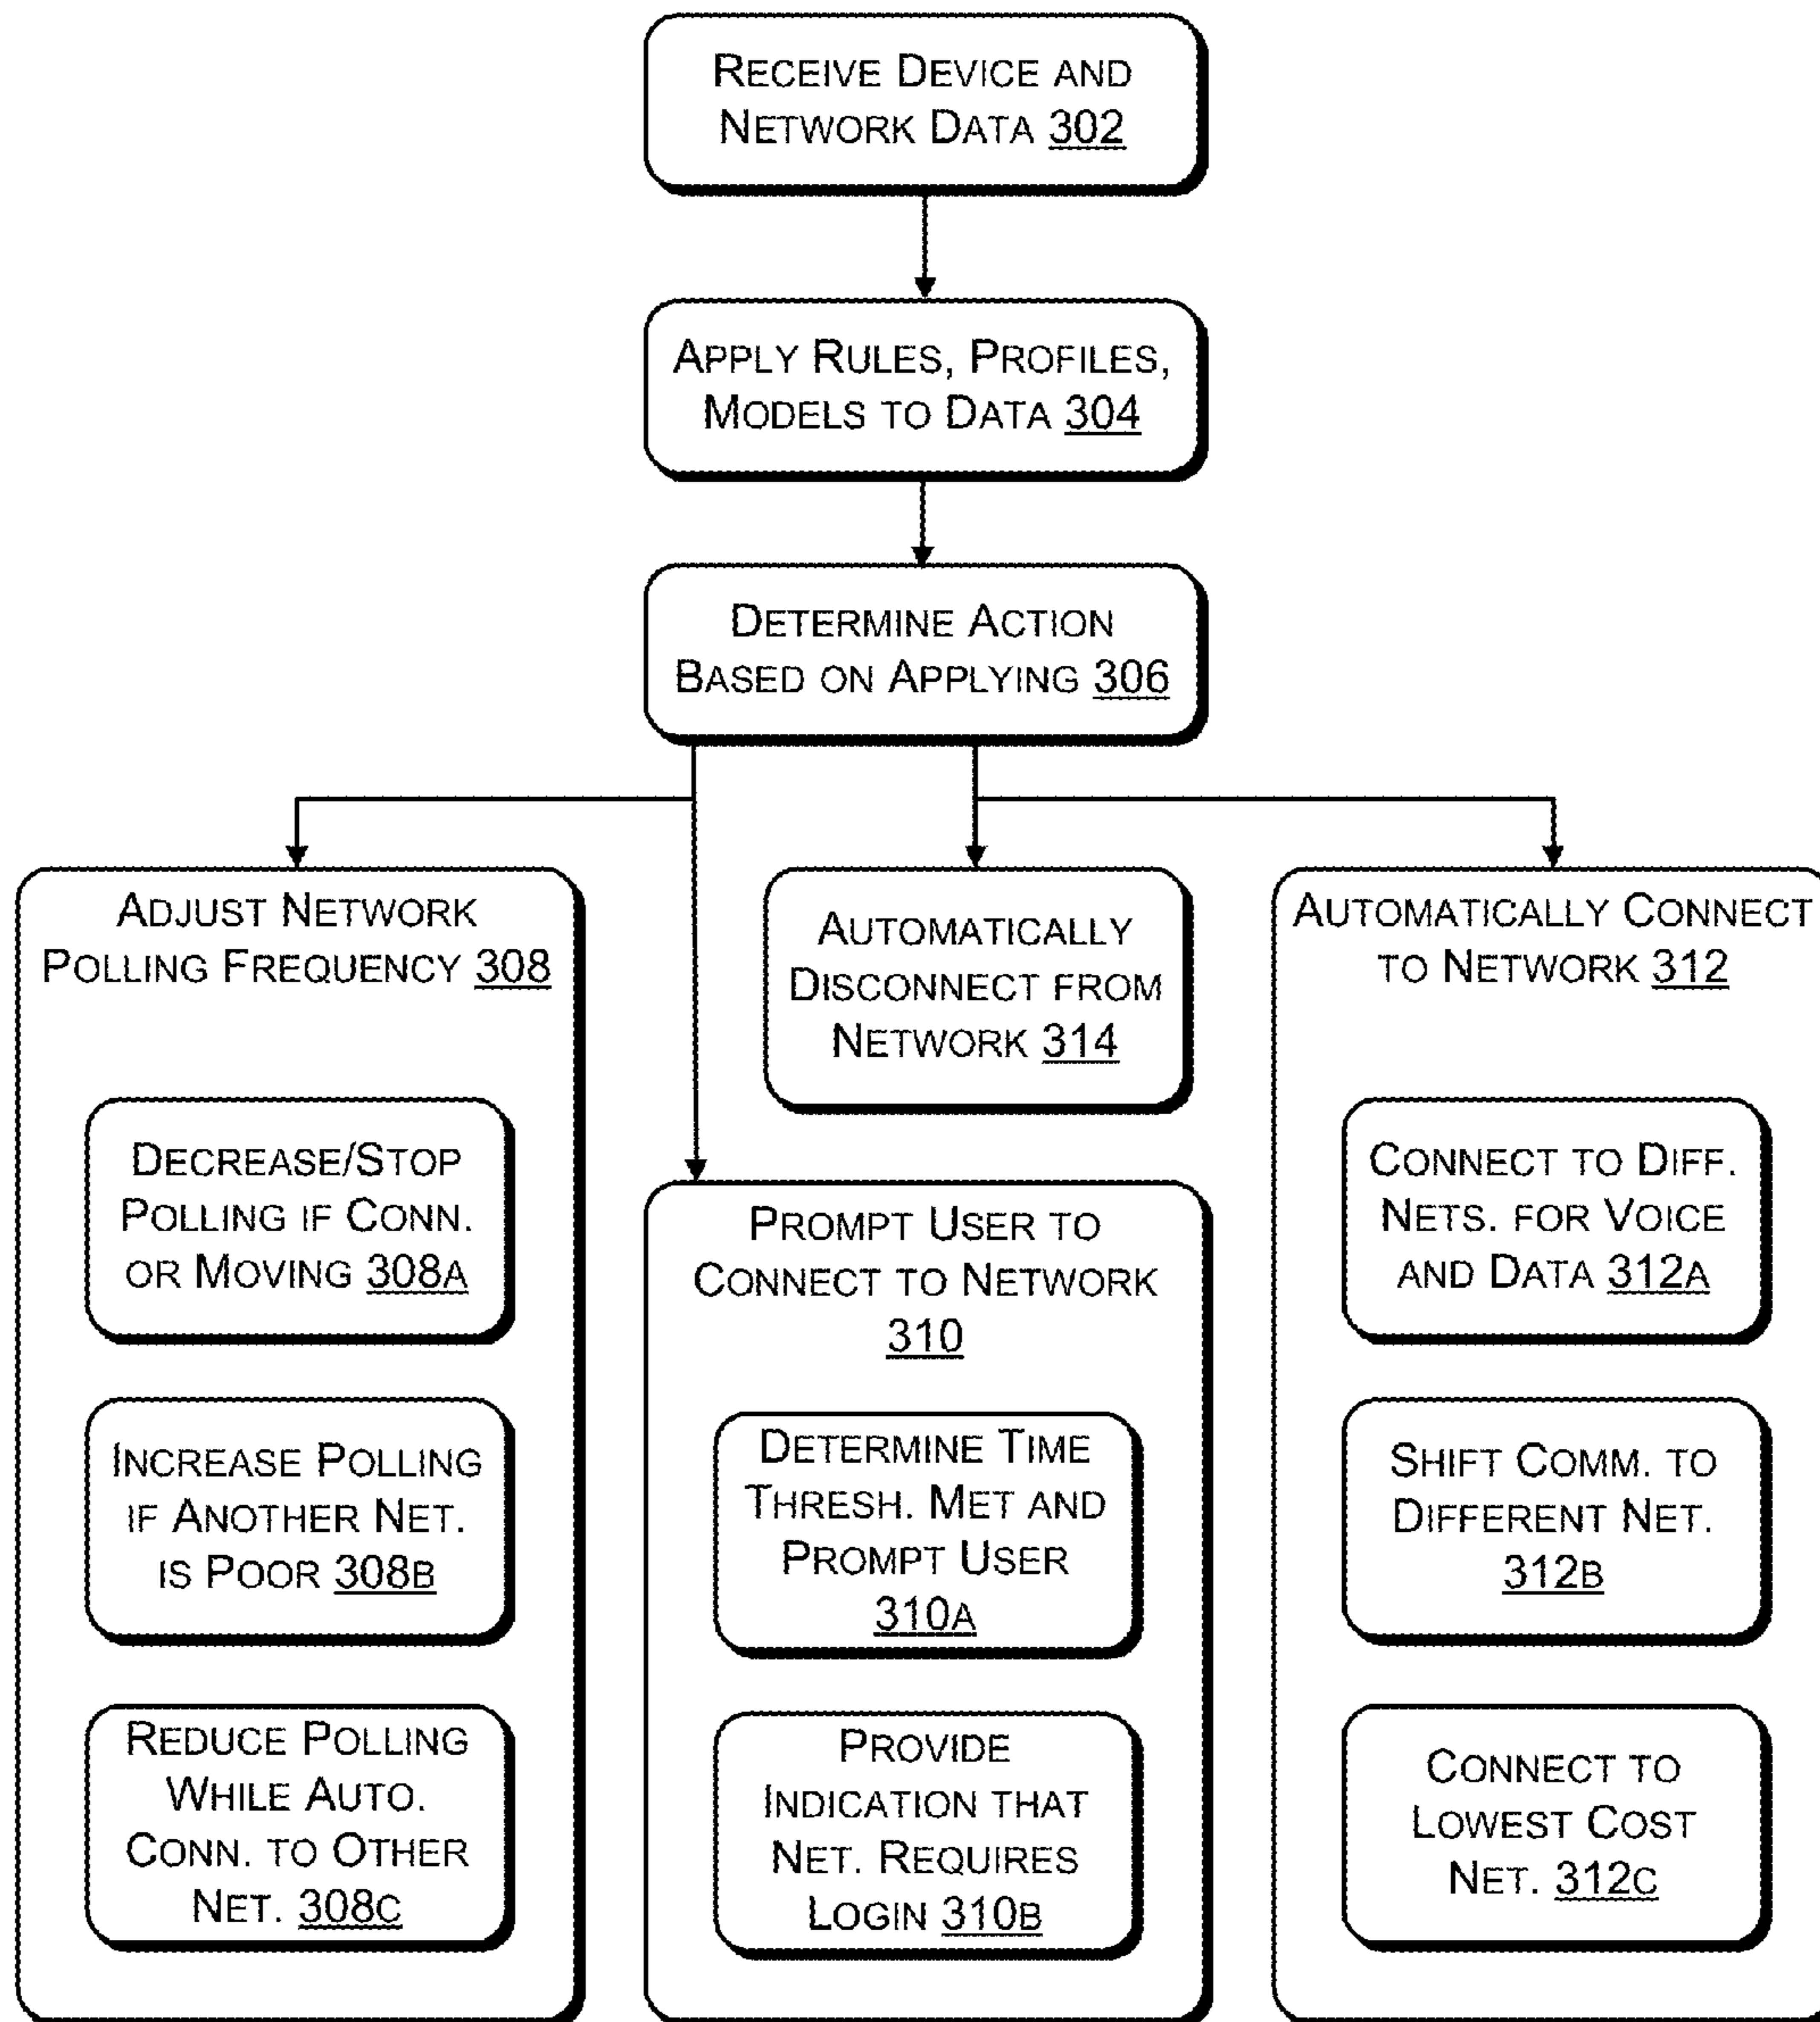 RECEIVE DEVICE AND
NETWORK DATA 302
APPLY RULES, PROFILES,
MODELS TO DATA 304
DETERMINE ACTION
BASED ON APPLYING 306
ADJUST NETWORK
POLLING FREQUENCY 308
DECREASE/STOP
POLLING IF CONN.
OR MOVING 308A
INCREASE POLLING
IF ANOTHER NET.
IS POOR 308B
REDUCE POLLING
WHILE AUTO.
CONN. TO OTHER
NET. 308C
AUTOMATICALLY
DISCONNECT FROM
NETWORK 314
PROMPT USER TO
CONNECT TO NETWORK
310
DETERMINE TIME
THRESH. MET AND
PROMPT USER
310A
PROVIDE
INDICATION THAT
NET. REQUIRES
LOGIN 310B
AUTOMATICALLY CONNECT
TO NETWORK 312
CONNECT TO DIFF.
NETS. FOR VOICE
AND DATA 312A
SHIFT COMM. TO
DIFFERENT NET.
312B
CONNECT TO
LOWEST COST
NET. 312C